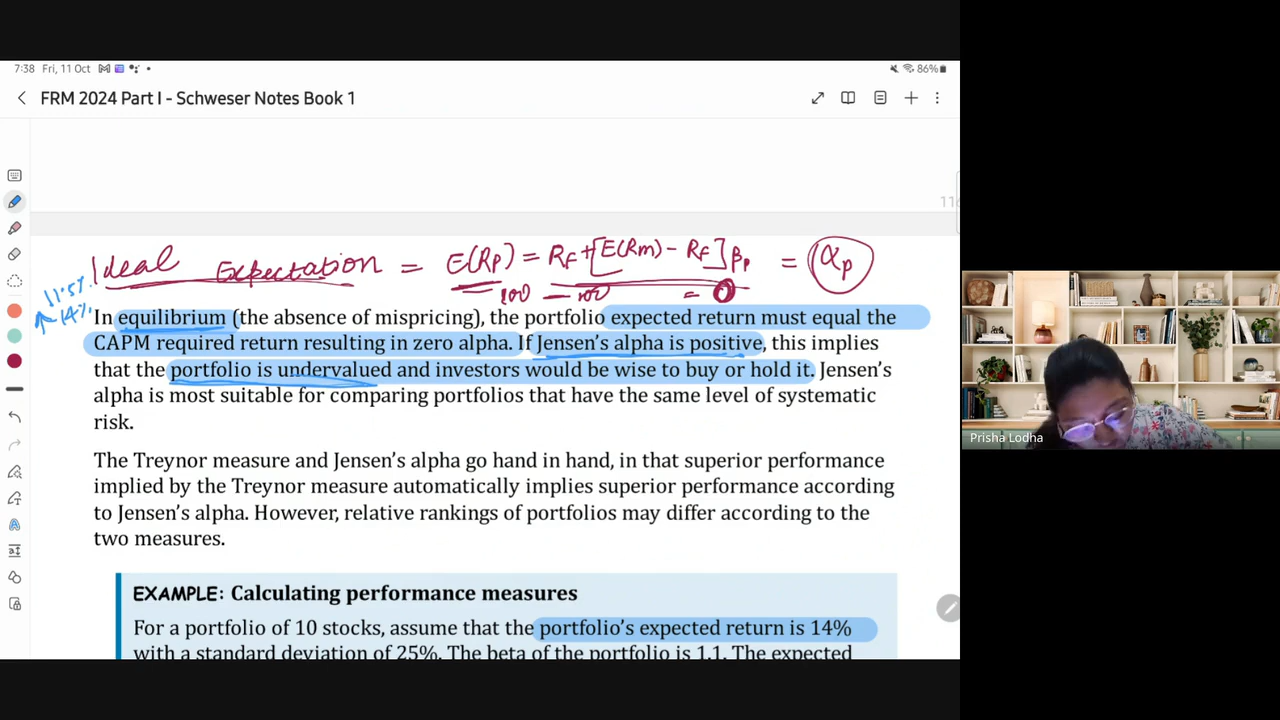 7:38 Fri, 11 Oct
86%
FRM 2024 Part I - Schweser Notes Book 1
116
Ideal Expectation = E(Rp) = RF + [E(Rm) - RF] βp = αp
100 - 100 = 0
11.5%
14%
In equilibrium (the absence of mispricing), the portfolio expected return must equal the
CAPM required return resulting in zero alpha. If Jensen's alpha is positive, this implies
that the portfolio is undervalued and investors would be wise to buy or hold it. Jensen's
alpha is most suitable for comparing portfolios that have the same level of systematic
risk.
The Treynor measure and Jensen's alpha go hand in hand, in that superior performance
implied by the Treynor measure automatically implies superior performance according
to Jensen's alpha. However, relative rankings of portfolios may differ according to the
two measures.
EXAMPLE: Calculating performance measures
For a portfolio of 10 stocks, assume that the portfolio's expected return is 14%
with a standard deviation of 25%. The beta of the portfolio is 1.1. The expected
Prisha Lodha